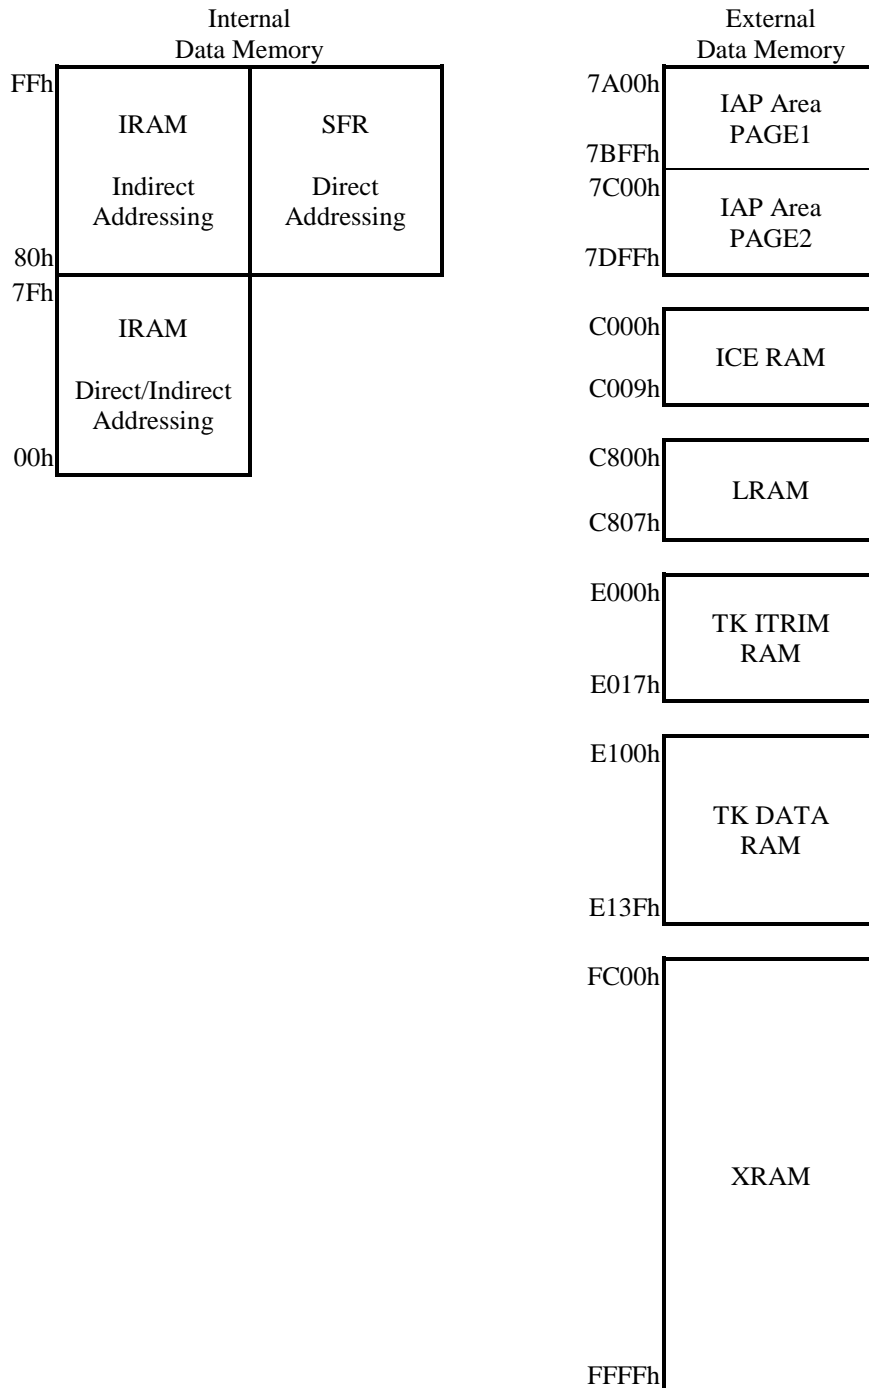 Internal
Data Memory
FFh
IRAM
Indirect
Addressing
SFR
Direct
Addressing
80h
7Fh
IRAM
Direct/Indirect
Addressing
00h
External
Data Memory
7A00h
IAP Area
PAGE1
7BFFh
7C00h
IAP Area
PAGE2
7DFFh
C000h
ICE RAM
C009h
C800h
LRAM
C807h
E000h
TK ITRIM
RAM
E017h
E100h
TK DATA
RAM
E13Fh
FC00h
XRAM
FFFFh